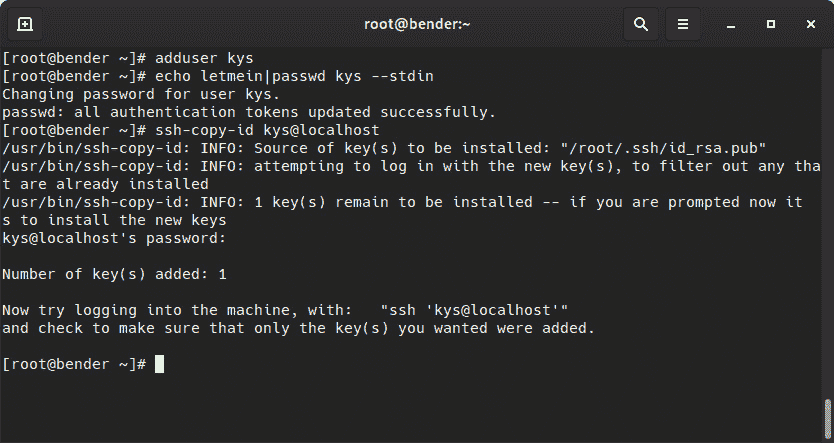 root@bender:~
[root@bender ~]# adduser kys
[root@bender ~]# echo letmein|passwd kys --stdin
Changing password for user kys.
passwd: all authentication tokens updated successfully.
[root@bender ~]# ssh-copy-id kys@localhost
/usr/bin/ssh-copy-id: INFO: Source of key(s) to be installed: "/root/.ssh/id_rsa.pub"
/usr/bin/ssh-copy-id: INFO: attempting to log in with the new key(s), to filter out any tha
t are already installed
/usr/bin/ssh-copy-id: INFO: 1 key(s) remain to be installed -- if you are prompted now it i
s to install the new keys
kys@localhost's password:
Number of key(s) added: 1
Now try logging into the machine, with:   "ssh 'kys@localhost'"
and check to make sure that only the key(s) you wanted were added.
[root@bender ~]#